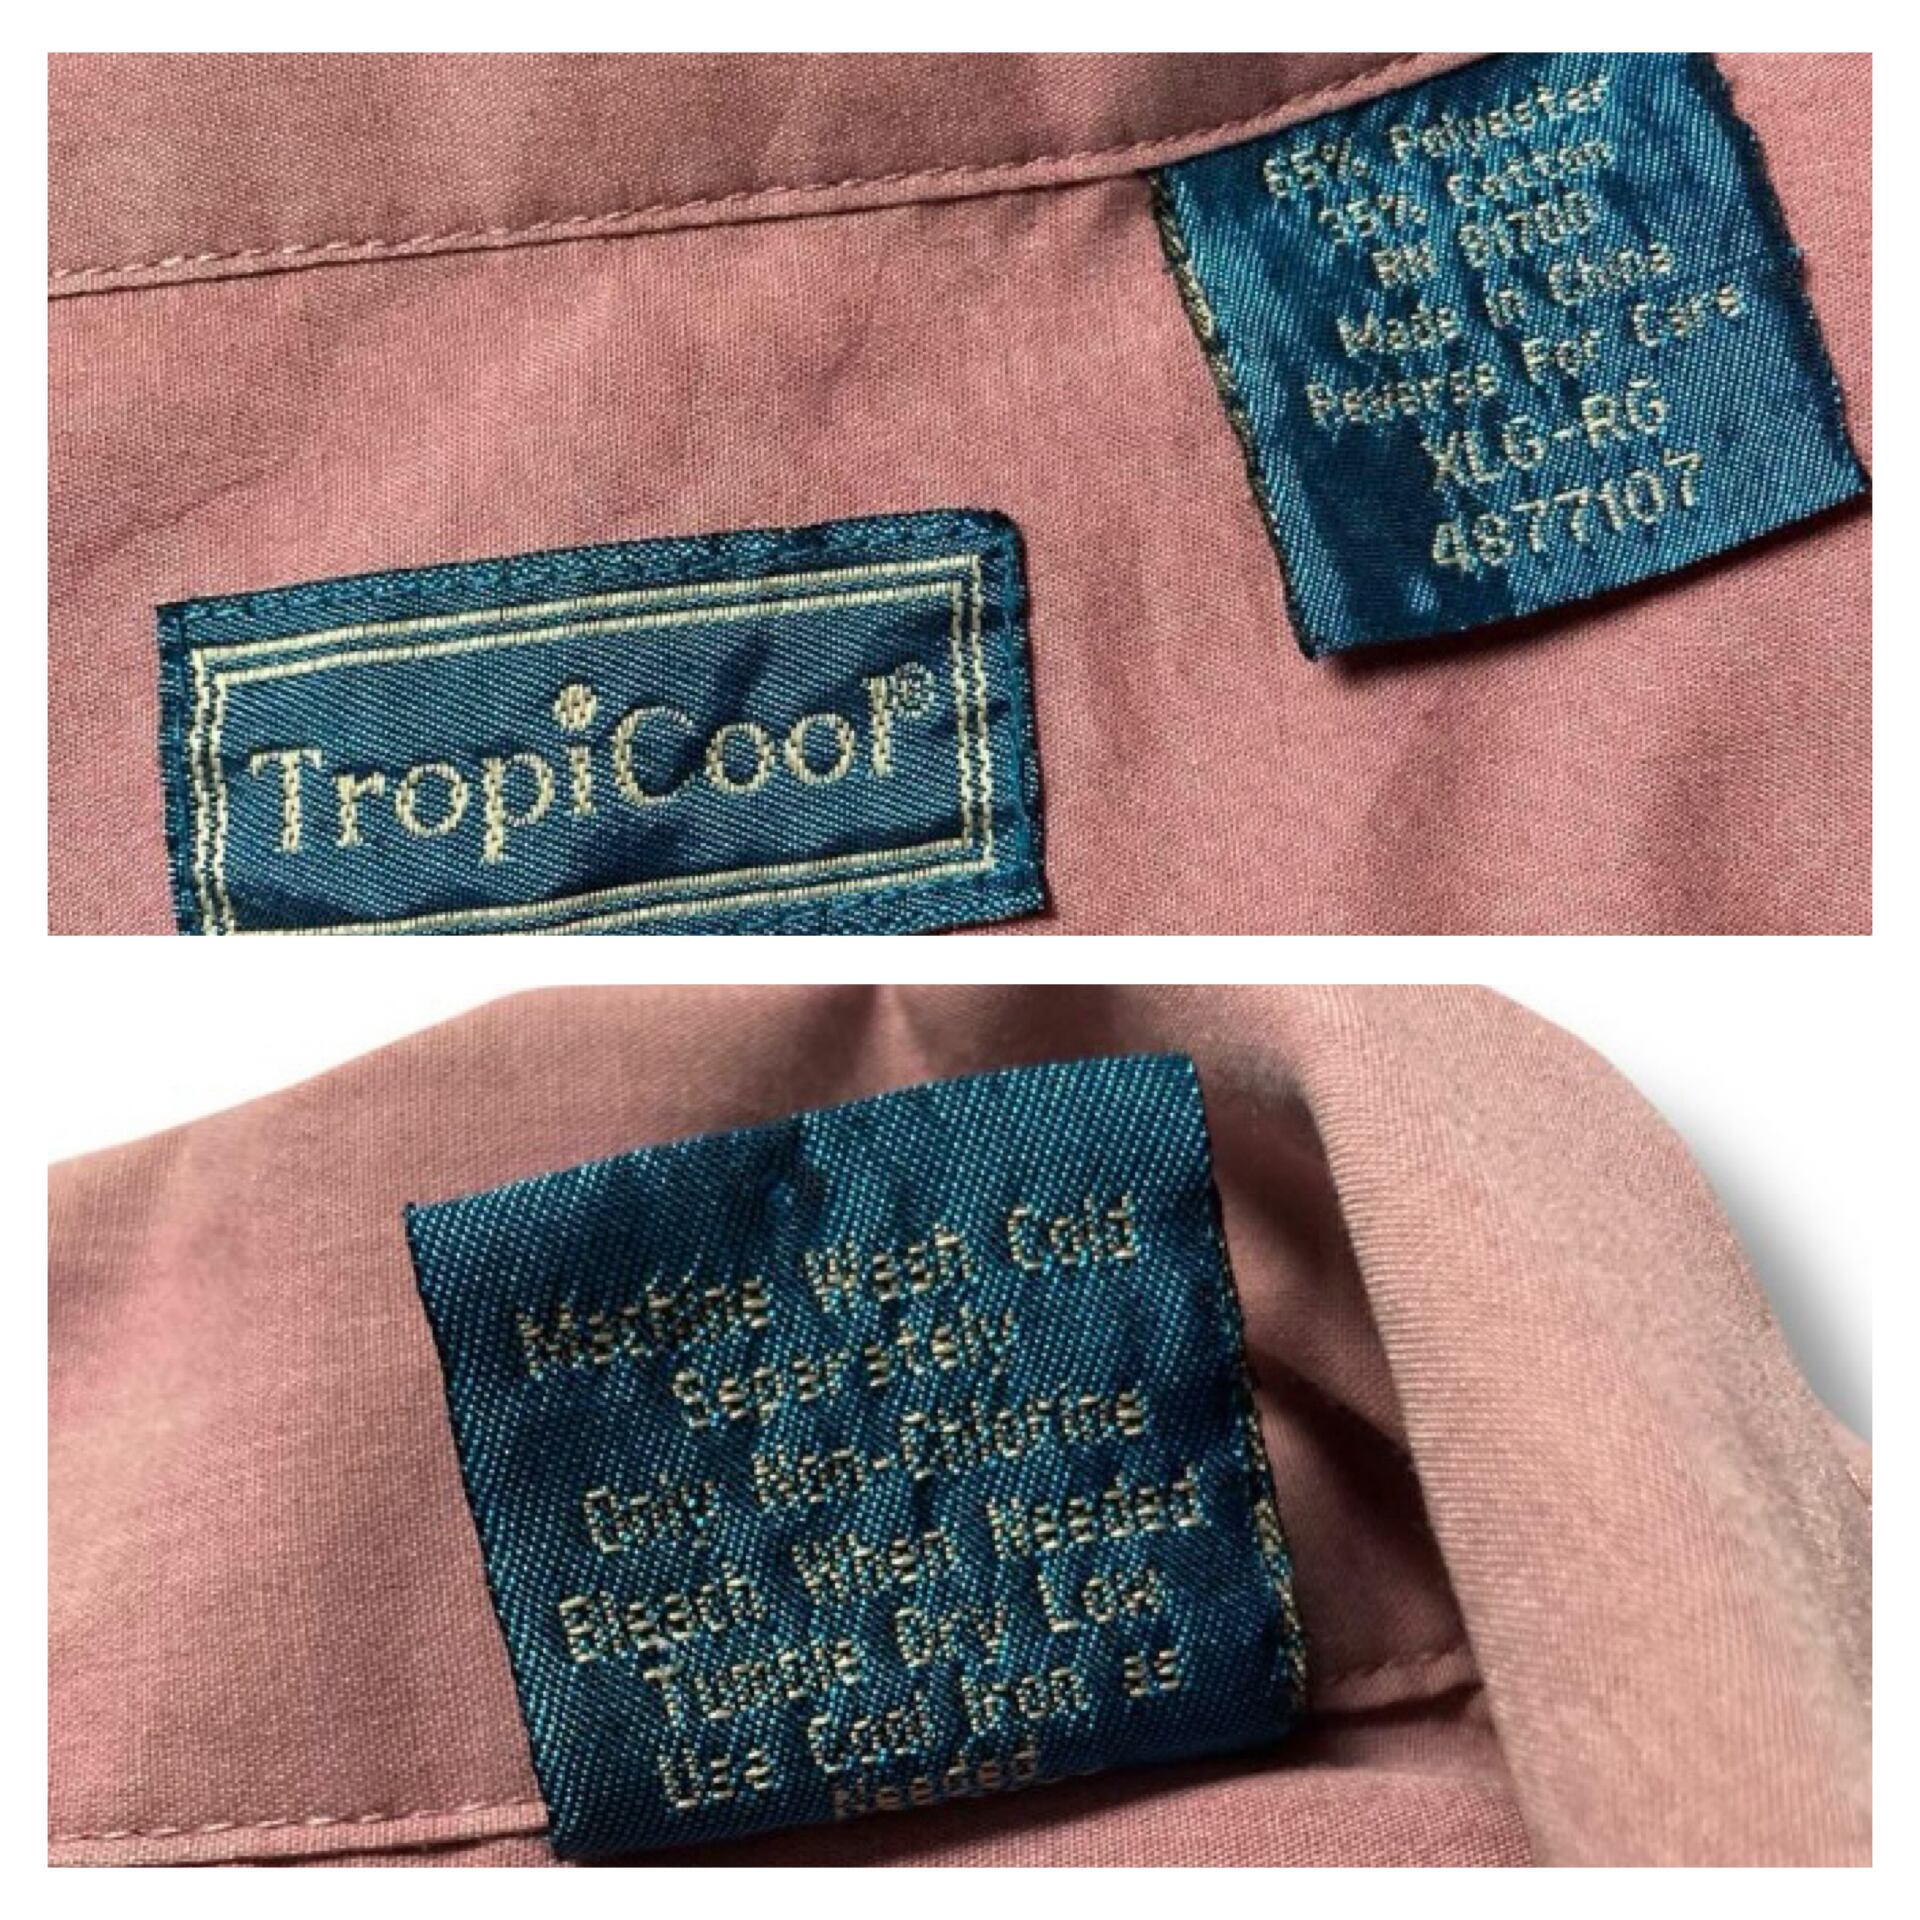 65% Polyester
35% Cotton
RN 81700
Made in China
Reverse For Care
XLG-RG
4877107
TropiCool®
Machine Wash Cold
Separately
Only Non-Chlorine
Bleach When Needed
Tumble Dry Low
Use Cool Iron as
Needed